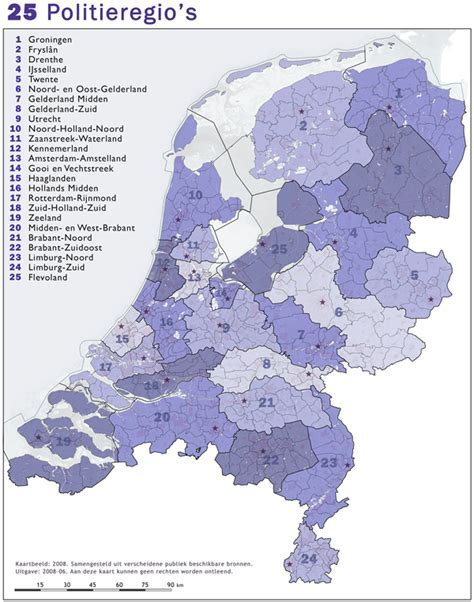 25 Politieregio's
1 Groningen
2 Fryslân
3 Drenthe
4 IJsselland
5 Twente
6 Noord- en Oost-Gelderland
7 Gelderland Midden
8 Gelderland-Zuid
9 Utrecht
10 Noord-Holland-Noord
11 Zaanstreek-Waterland
12 Kennemerland
13 Amsterdam-Amstelland
14 Gooi en Vechtstreek
15 Haaglanden
16 Hollands Midden
17 Rotterdam-Rijnmond
18 Zuid-Holland-Zuid
19 Zeeland
20 Midden- en West-Brabant
21 Brabant-Noord
22 Brabant-Zuidoost
23 Limburg-Noord
24 Limburg-Zuid
25 Flevoland
1
2
3
10
4
11
25
12
13
5
14
6
16
9
15
7
17
8
18
21
20
19
22
23
24
Kaartbeeld: 2008. Samengesteld uit verscheidene publiek beschikbare bronnen.
Uitgave: 2008-06. Aan deze kaart kunnen geen rechten worden ontleend.
15 30 45 60 75 90 km